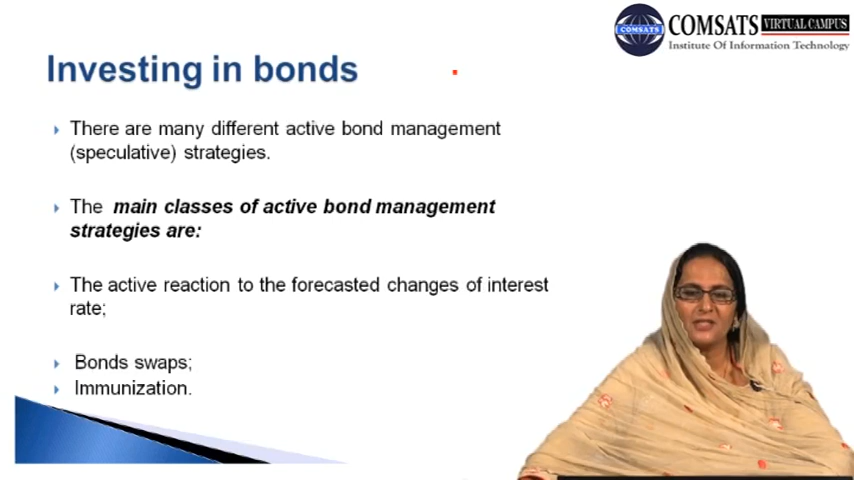 COMSATS
COMSATS VIRTUAL CAMPUS
Institute Of Information Technology
Investing in bonds
There are many different active bond management
(speculative) strategies.
The main classes of active bond management
strategies are:
The active reaction to the forecasted changes of interest
rate;
Bonds swaps;
Immunization.